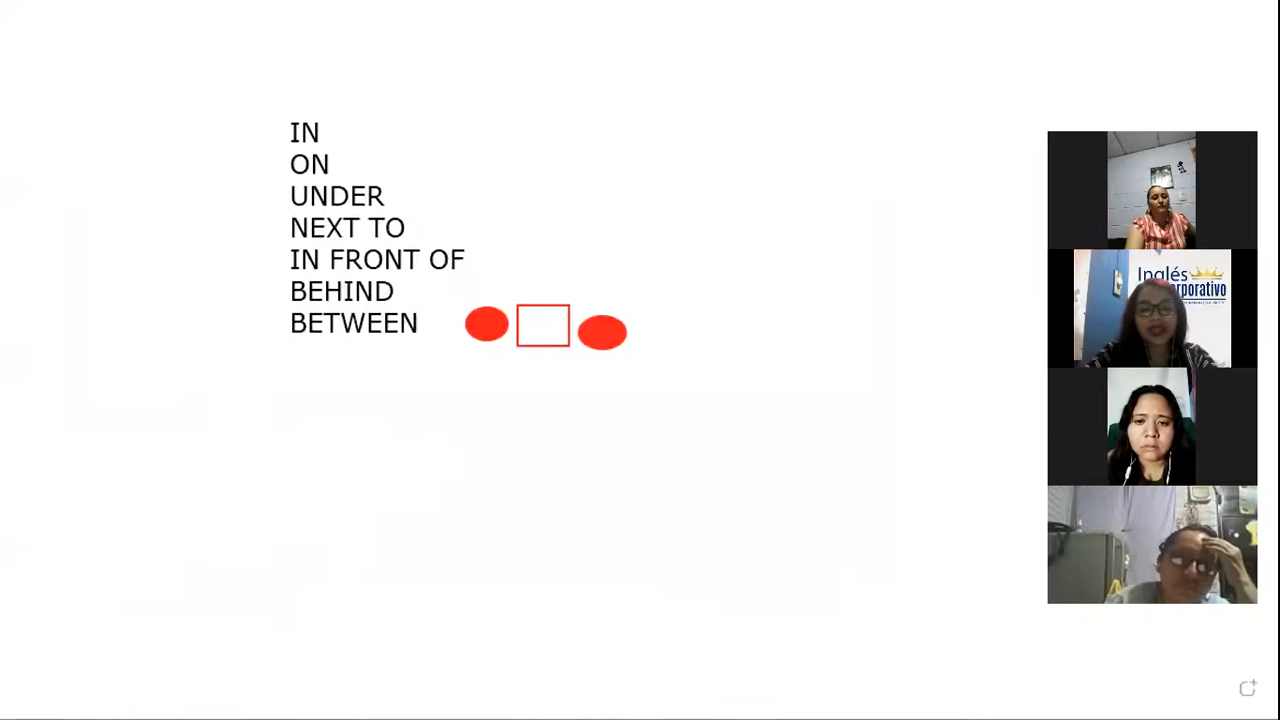 IN
ON
UNDER
NEXT TO
IN FRONT OF
BEHIND
BETWEEN
Inglés
orporativo